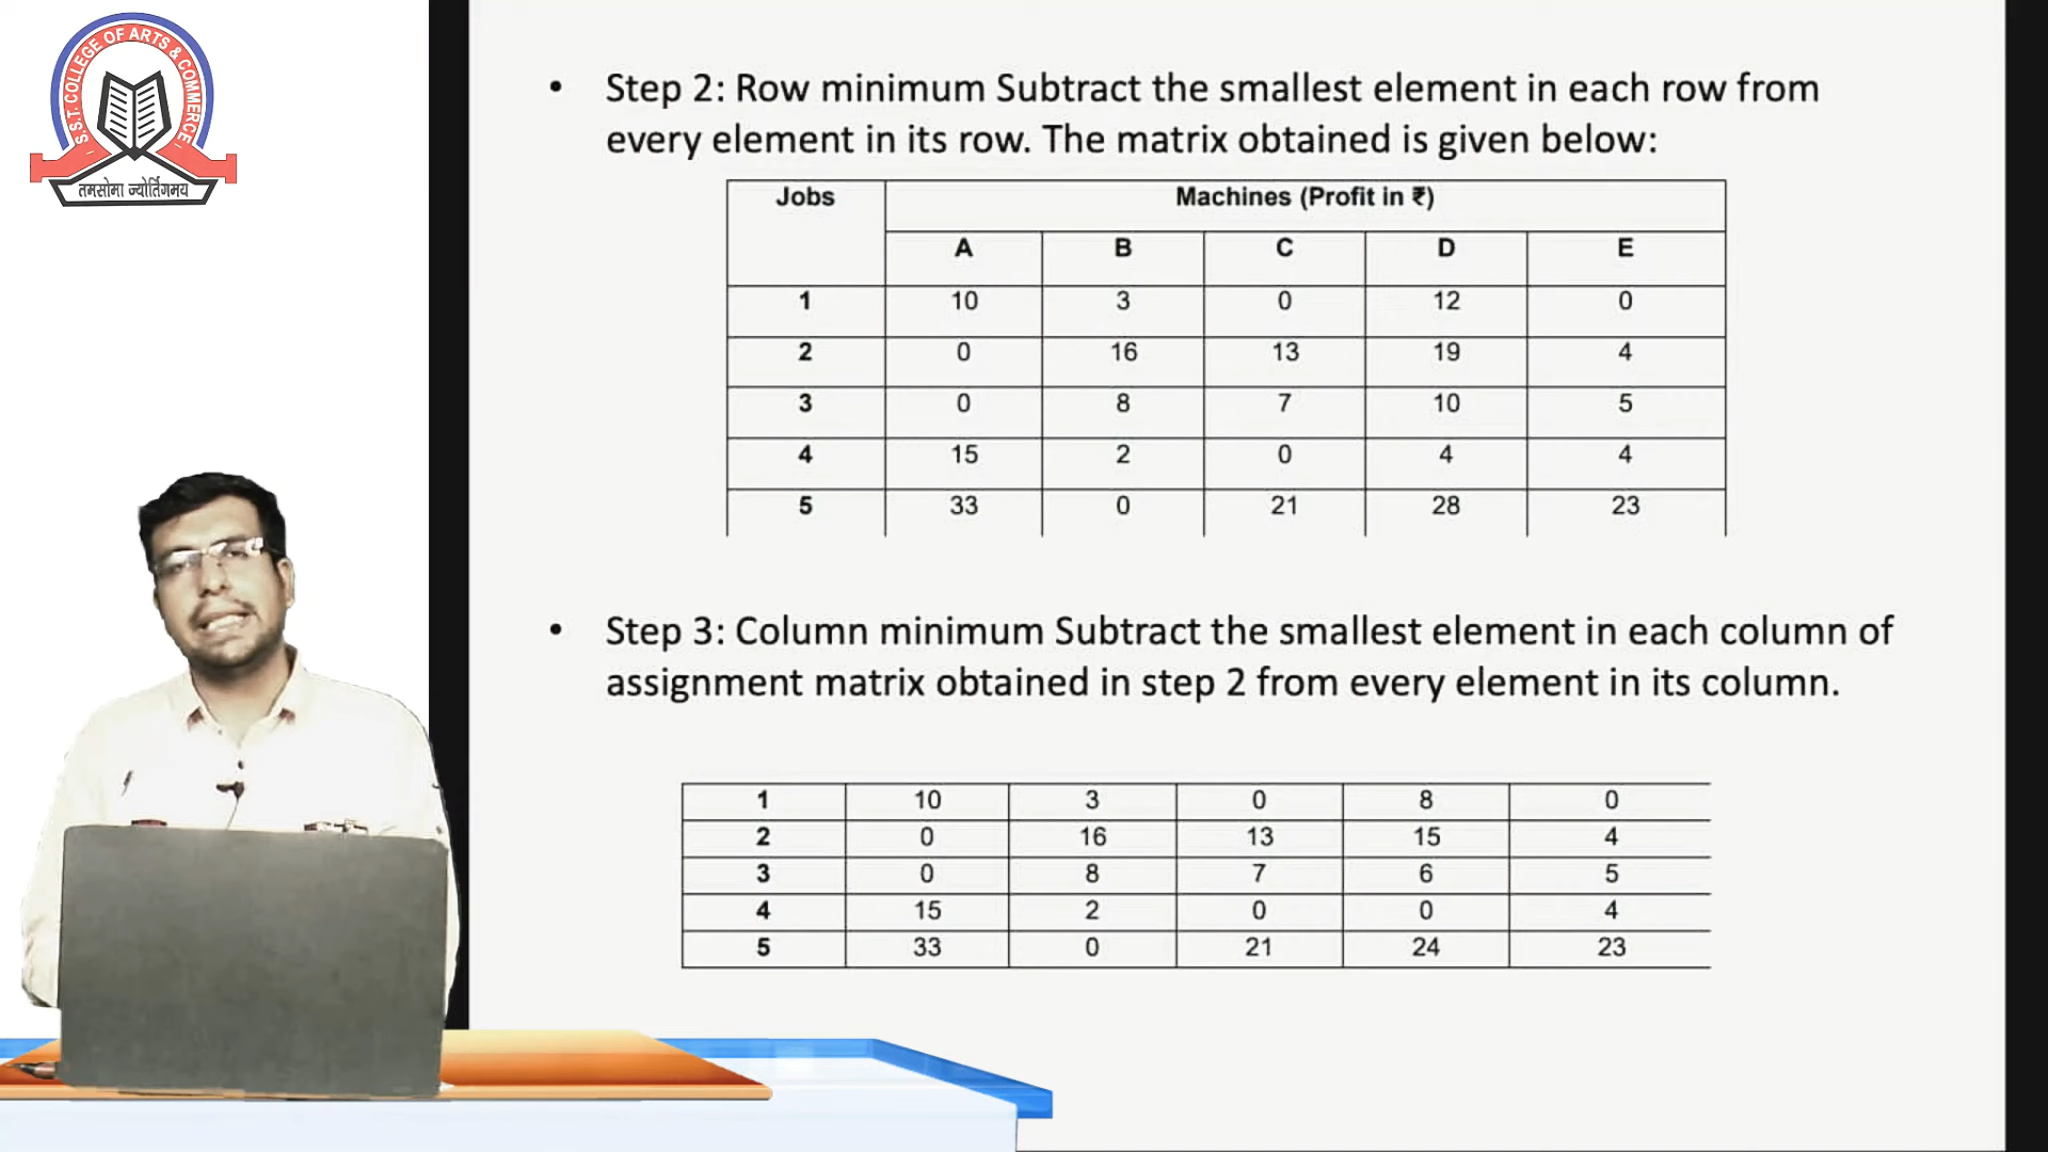 S.S.T. COLLEGE OF ARTS & COMMERCE
तमसोमा ज्योर्तिगमय
• Step 2: Row minimum Subtract the smallest element in each row from
every element in its row. The matrix obtained is given below:
Jobs Machines (Profit in ₹)
A B C D E
1 10 3 0 12 0
2 0 16 13 19 4
3 0 8 7 10 5
4 15 2 0 4 4
5 33 0 21 28 23
• Step 3: Column minimum Subtract the smallest element in each column of
assignment matrix obtained in step 2 from every element in its column.
1 10 3 0 8 0
2 0 16 13 15 4
3 0 8 7 6 5
4 15 2 0 0 4
5 33 0 21 24 23